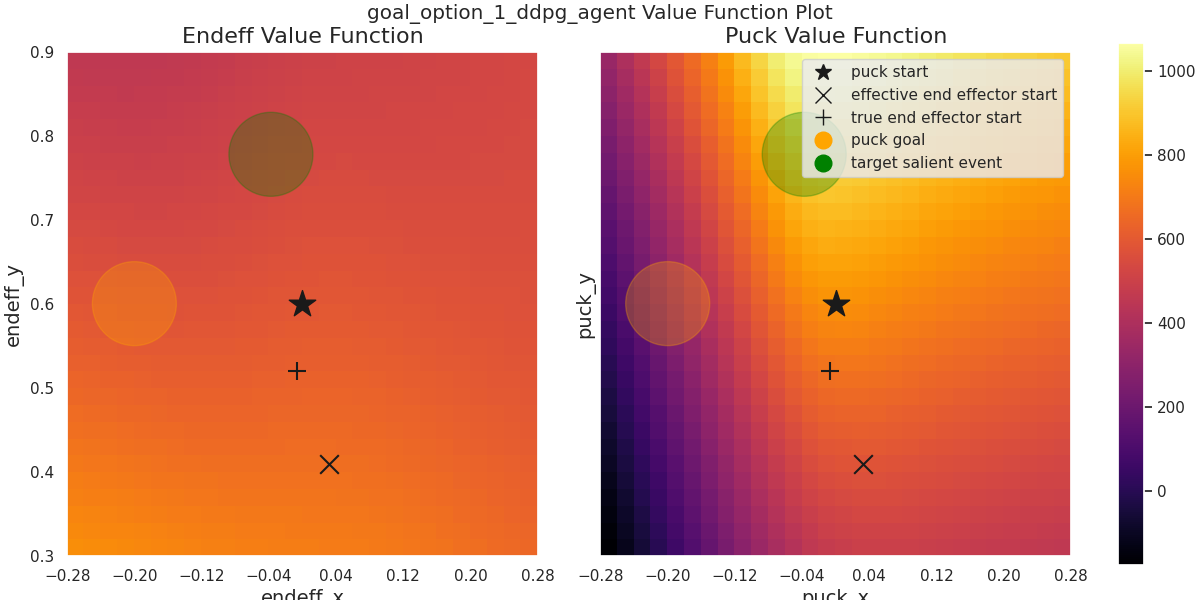 goal_option_1_ddpg_agent Value Function Plot
Endeff Value Function
Puck Value Function
puck start
effective end effector start
true end effector start
puck goal
target salient event
0.9
0.8
0.7
0.6
0.5
0.4
0.3
endeff_y
−0.28 −0.20 −0.12 −0.04 0.04 0.12 0.20 0.28
endeff_x
puck_y
−0.28 −0.20 −0.12 −0.04 0.04 0.12 0.20 0.28
puck_x
1000
800
600
400
200
0